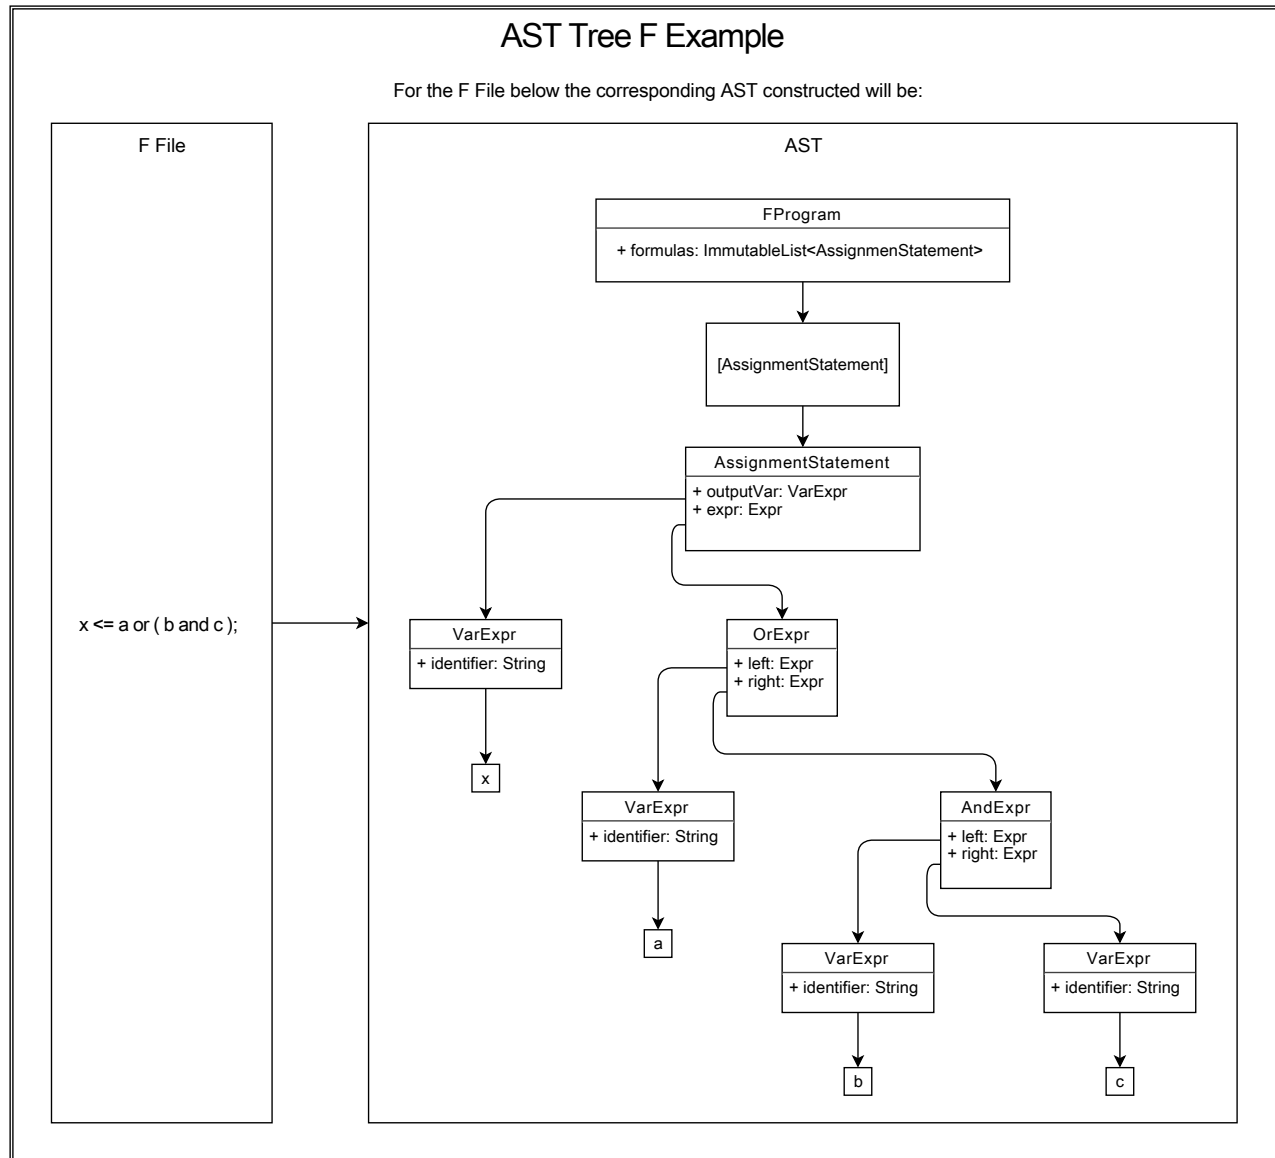 AST Tree F Example
For the F File below the corresponding AST constructed will be:
F File
AST
FProgram
+ formulas: ImmutableList<AssignmenStatement>
[AssignmentStatement]
AssignmentStatement
+ outputVar: VarExpr
+ expr: Expr
x <= a or ( b and c );
VarExpr
+ identifier: String
OrExpr
+ left: Expr
+ right: Expr
x
VarExpr
+ identifier: String
AndExpr
+ left: Expr
+ right: Expr
a
VarExpr
+ identifier: String
VarExpr
+ identifier: String
b
c